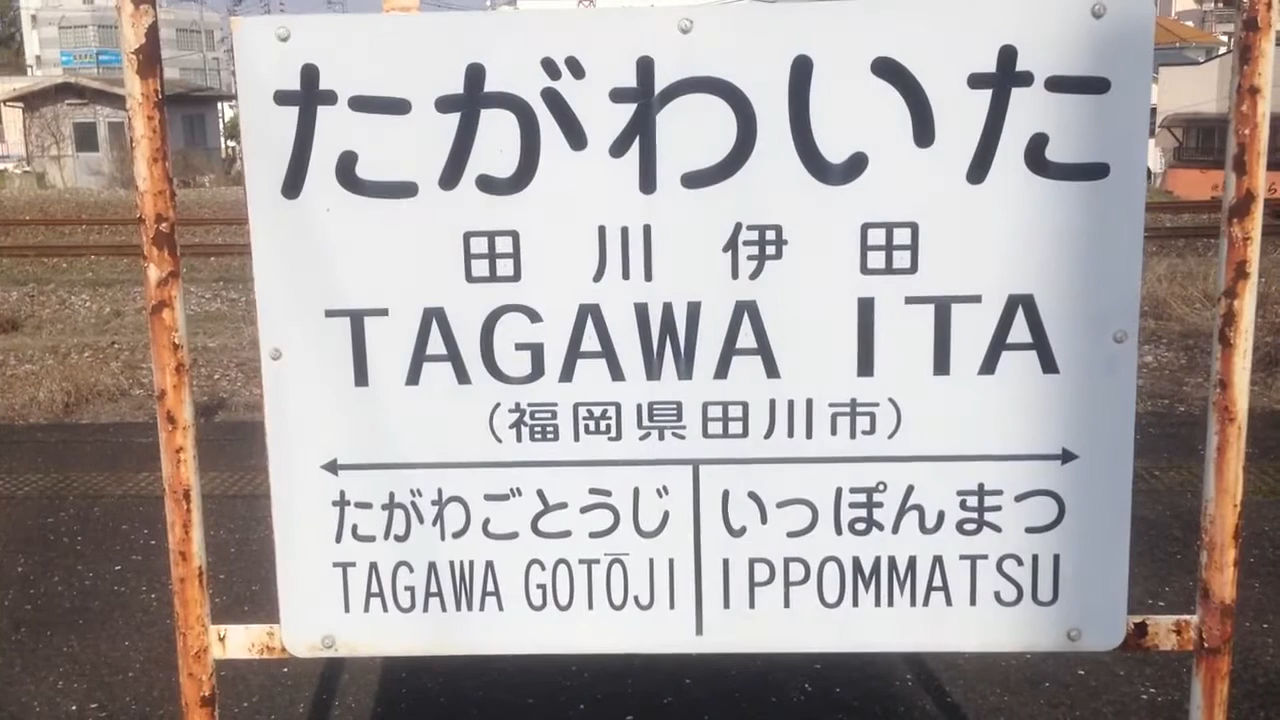 たがわいた
田川伊田
TAGAWA ITA
（福岡県田川市）
たがわごとうじ
TAGAWA GOTŌJI
いっぽんまつ
IPPOMMATSU